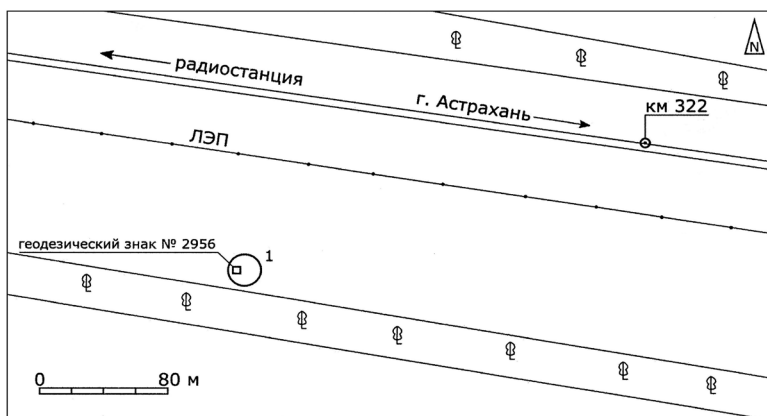 N
радиостанция
г. Астрахань
км 322
ЛЭП
геодезический знак № 2956
1
0 80 м